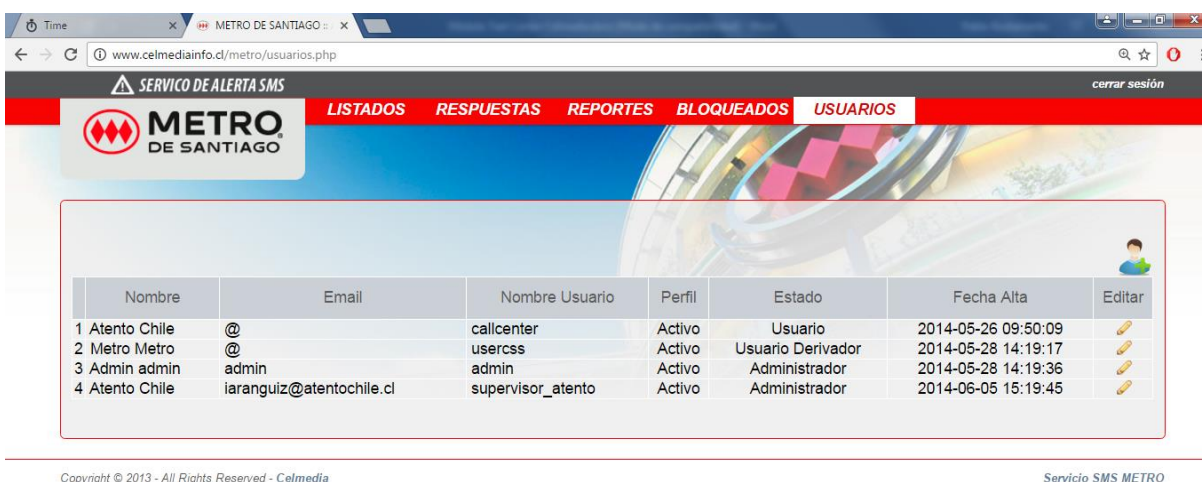 Time
METRO DE SANTIAGO ::
www.celmediainfo.cl/metro/usuarios.php
SERVICO DE ALERTA SMS
cerrar sesión
METRO
DE SANTIAGO
LISTADOS RESPUESTAS REPORTES BLOQUEADOS USUARIOS
Nombre Email Nombre Usuario Perfil Estado Fecha Alta Editar
1 Atento Chile @ callcenter Activo Usuario 2014-05-26 09:50:09
2 Metro Metro @ usercss Activo Usuario Derivador 2014-05-28 14:19:17
3 Admin admin admin admin Activo Administrador 2014-05-28 14:19:36
4 Atento Chile iaranguiz@atentochile.cl supervisor_atento Activo Administrador 2014-06-05 15:19:45
Copyright © 2013 - All Rights Reserved - Celmedia
Servicio SMS METRO